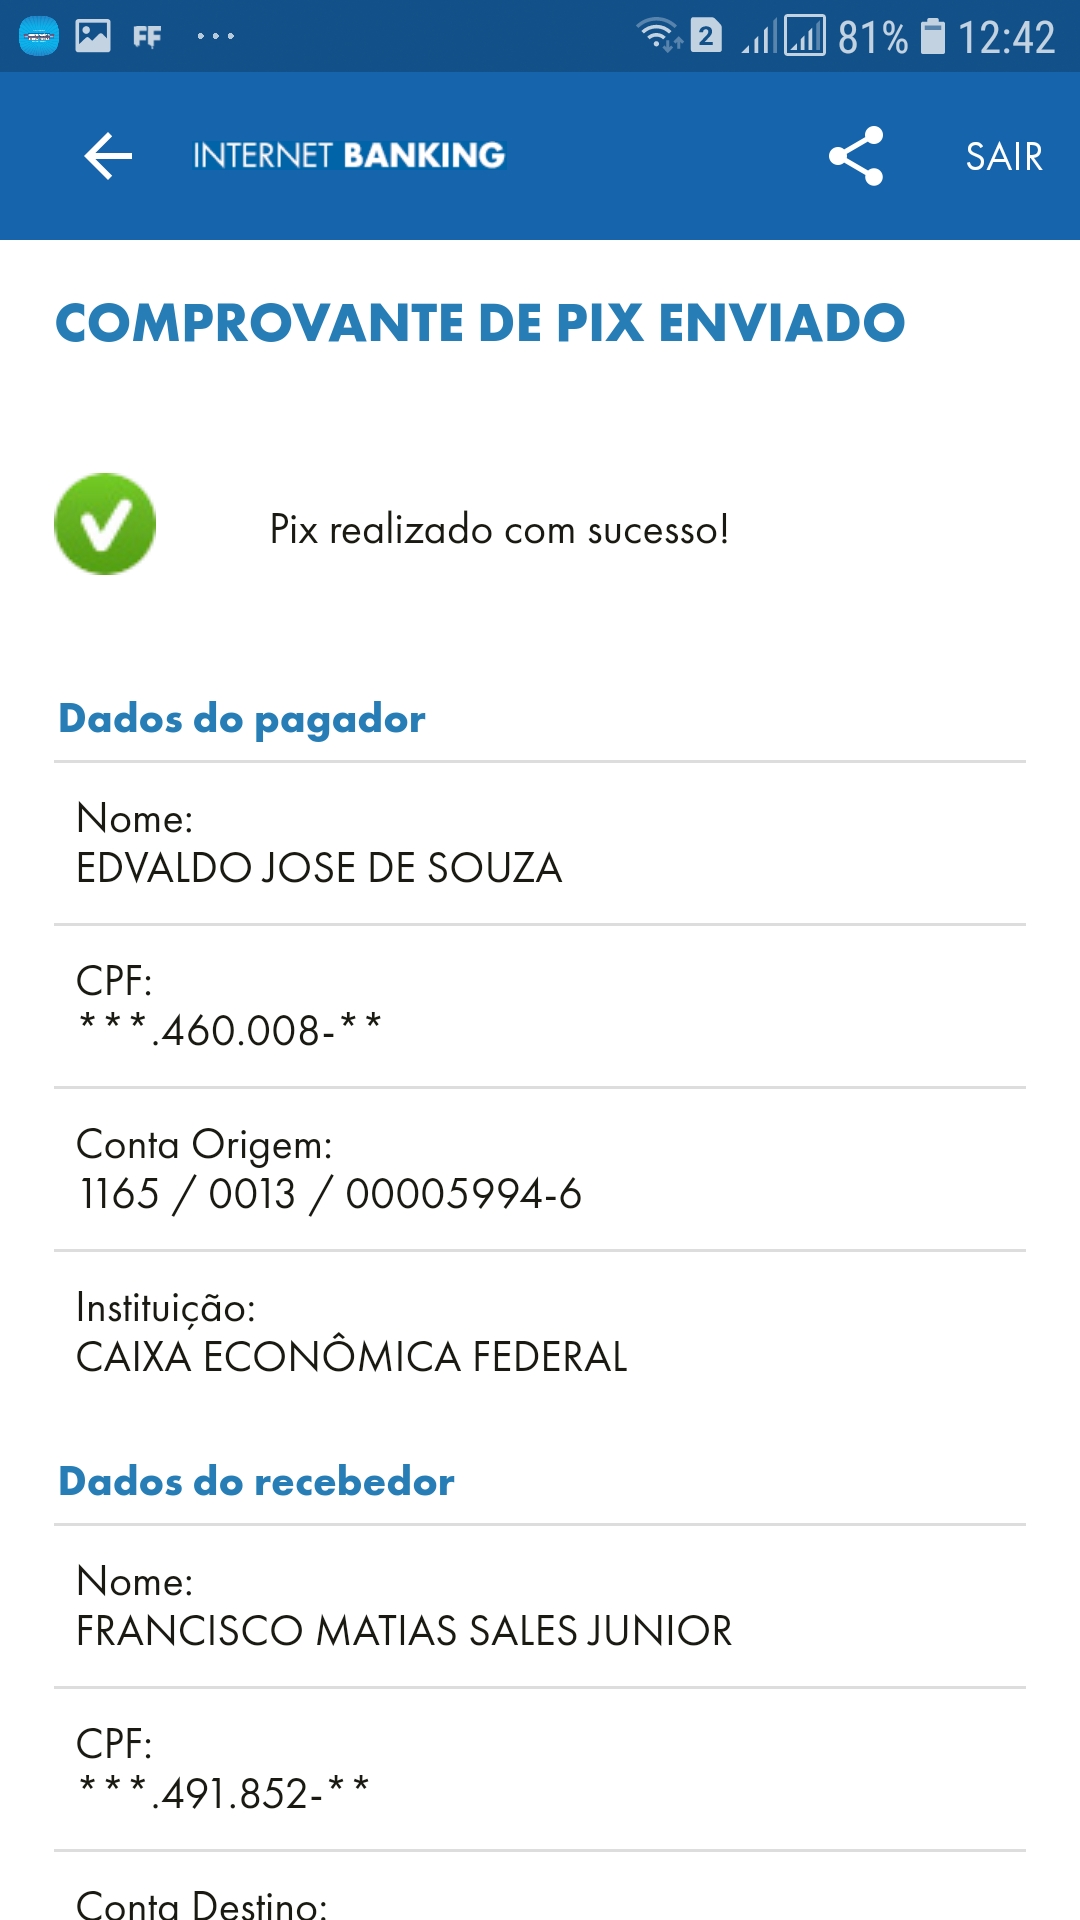 FF ... 2 81% 12:42
INTERNET BANKING SAIR
COMPROVANTE DE PIX ENVIADO
Pix realizado com sucesso!
Dados do pagador
Nome:
EDVALDO JOSE DE SOUZA
CPF:
***.460.008-**
Conta Origem:
1165 / 0013 / 00005994-6
Instituição:
CAIXA ECONÔMICA FEDERAL
Dados do recebedor
Nome:
FRANCISCO MATIAS SALES JUNIOR
CPF:
***.491.852-**
Conta Destino: